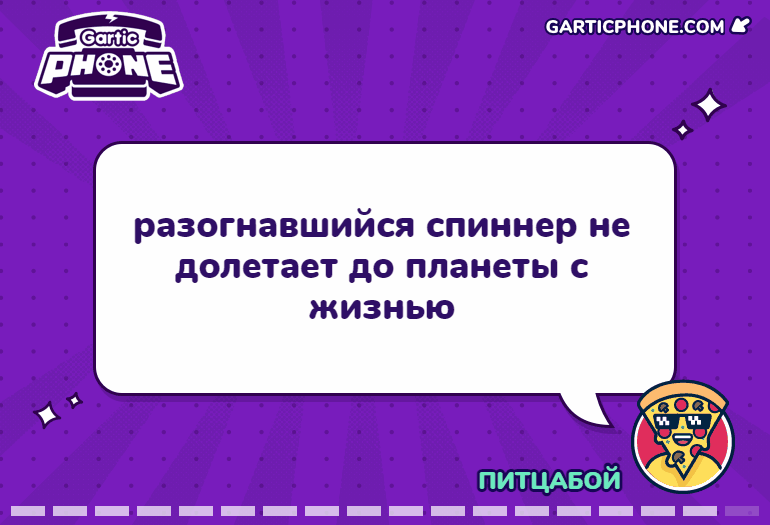 Gartic
PHONE
GARTICPHONE.COM
разогнавшийся спиннер не
долетает до планеты с
жизнью
ПИТЦАБОЙ